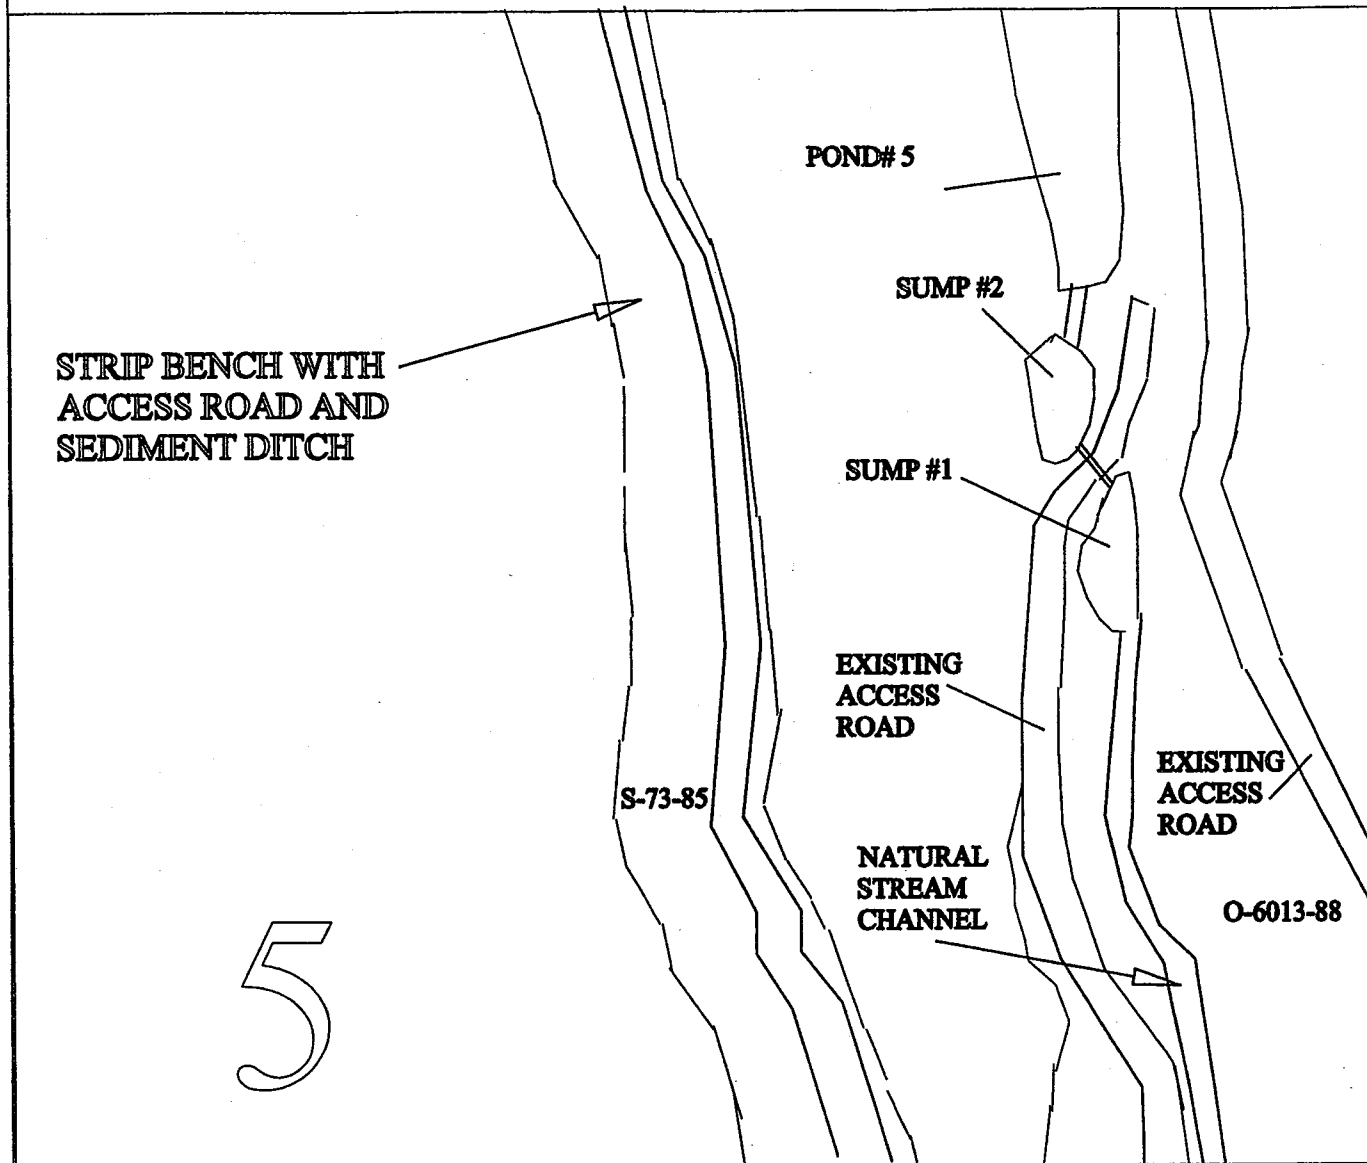 POND# 5
SUMP #2
STRIP BENCH WITH
ACCESS ROAD AND
SEDIMENT DITCH
SUMP #1
EXISTING
ACCESS
ROAD
EXISTING
ACCESS
ROAD
S-73-85
NATURAL
STREAM
CHANNEL
O-6013-88
5